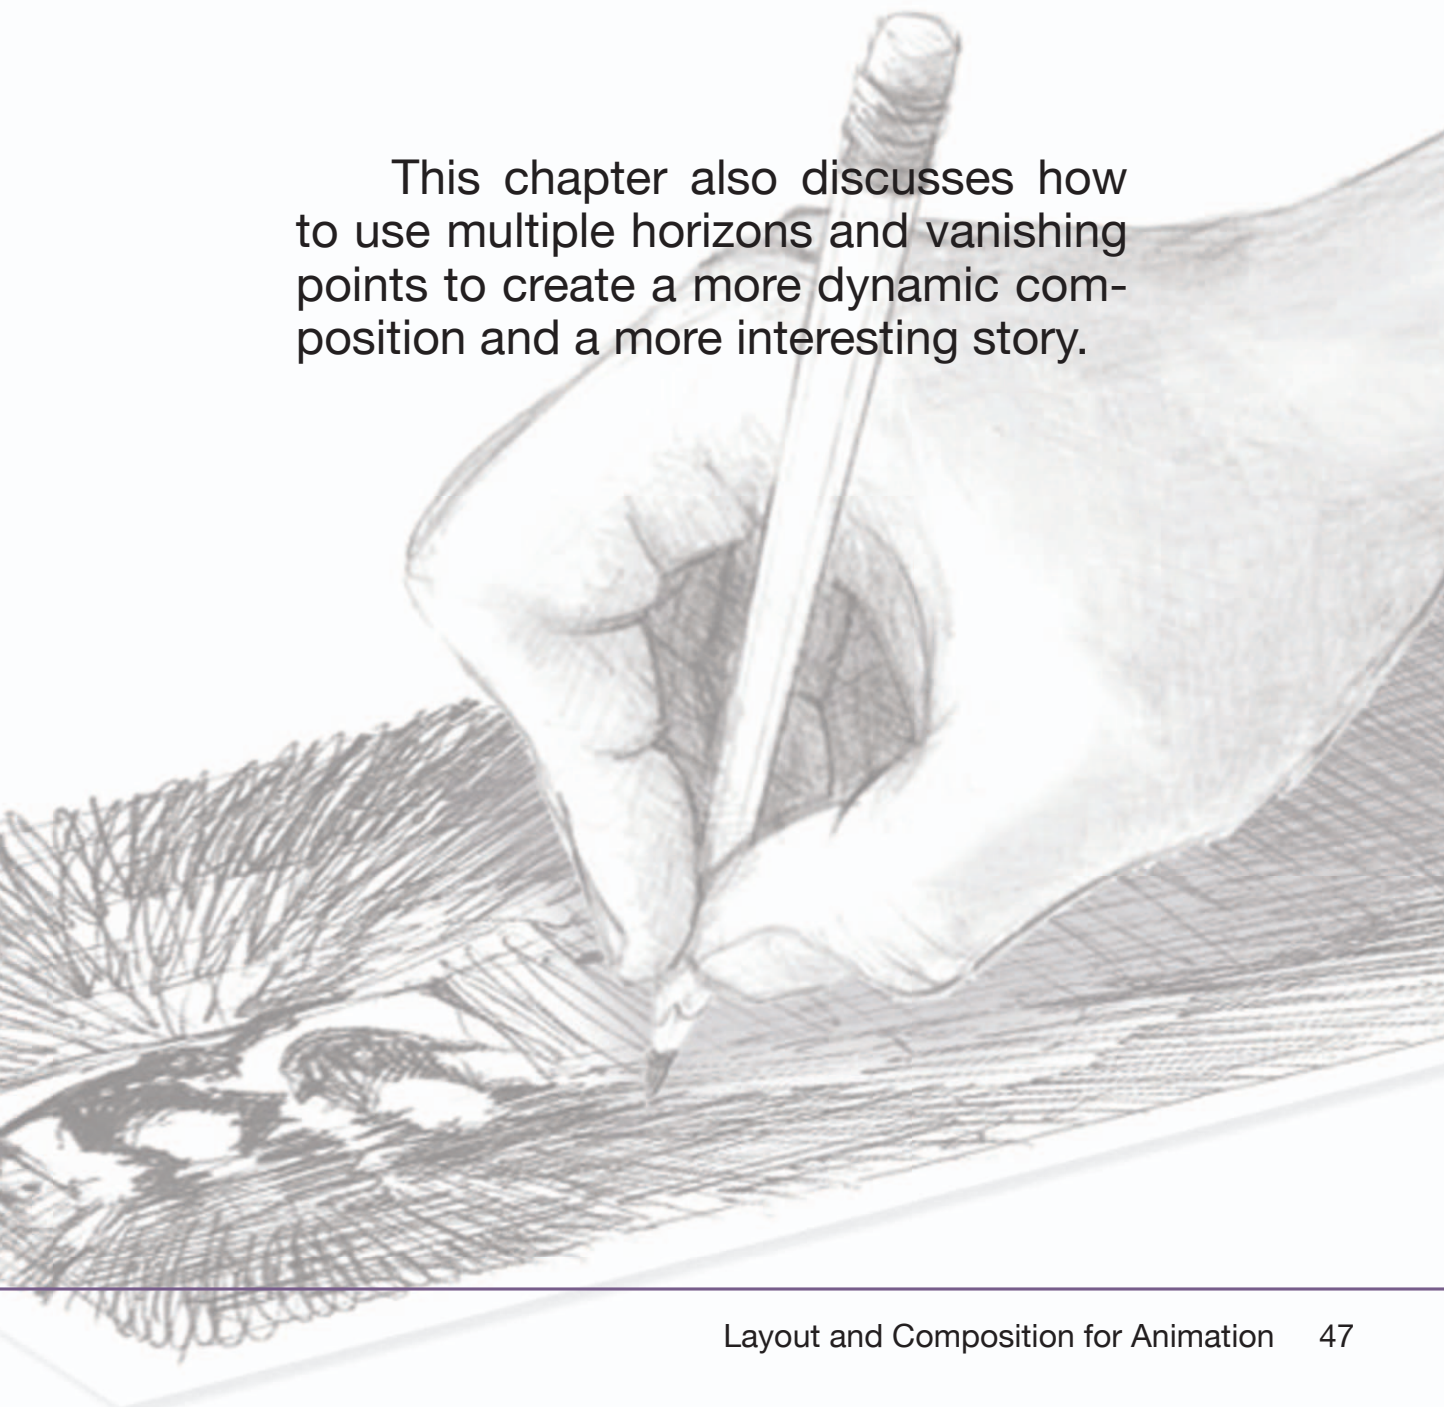 This chapter also discusses how
to use multiple horizons and vanishing
points to create a more dynamic com-
position and a more interesting story.
Layout and Composition for Animation 47